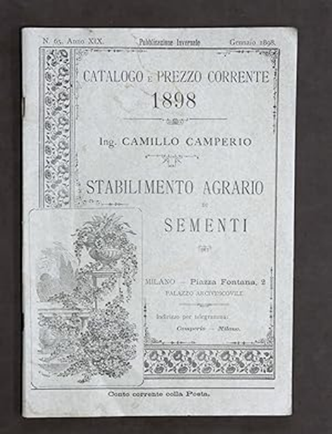 N. 65. Anno XIX. Pubblicazione Invernale Gennaio 1898.
CATALOGO E PREZZO CORRENTE
1898
Ing. CAMILLO CAMPERIO
STABILIMENTO AGRARIO
DI
SEMENTI
MILANO — Piazza Fontana, 2
PALAZZO ARCIVESCOVILE
Indirizzo per telegrammi:
Camperio — Milano.
Conto corrente colla Posta.